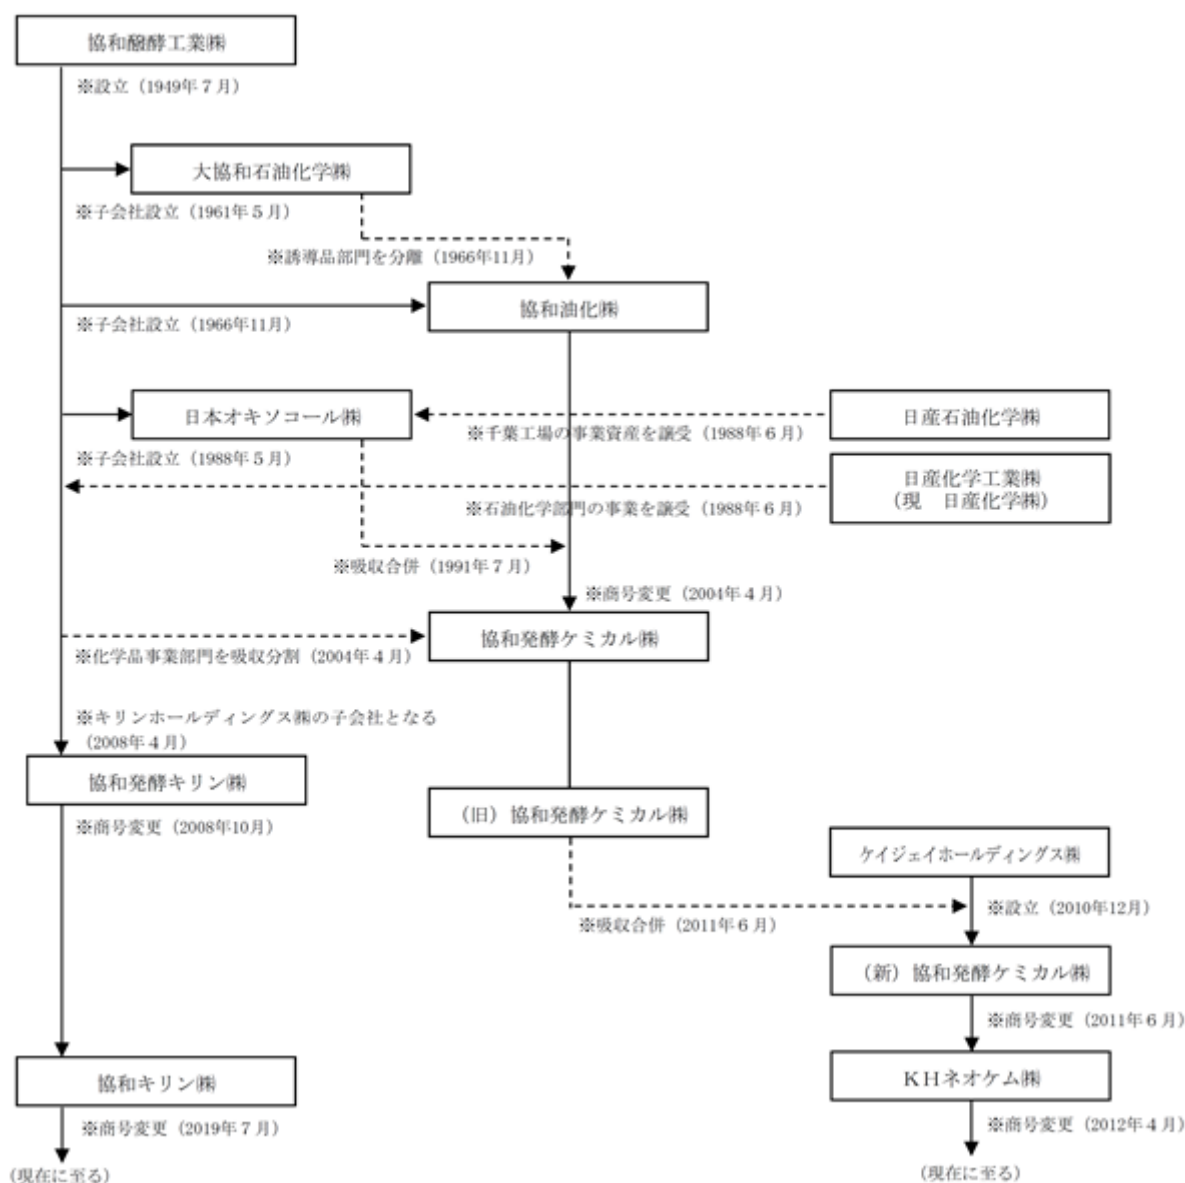 協和醱酵工業㈱
※設立（1949年７月）
大協和石油化学㈱
※子会社設立（1961年５月）
※誘導品部門を分離（1966年11月）
協和油化㈱
※子会社設立（1966年11月）
日本オキソコール㈱
日産石油化学㈱
※千葉工場の事業資産を譲受（1988年６月）
※子会社設立（1988年５月）
日産化学工業㈱
（現　日産化学㈱）
※石油化学部門の事業を譲受（1988年６月）
※吸収合併（1991年７月）
※商号変更（2004年４月）
協和発酵ケミカル㈱
※化学品事業部門を吸収分割（2004年４月）
※キリンホールディングス㈱の子会社となる
（2008年４月）
協和発酵キリン㈱
※商号変更（2008年10月）
（旧）協和発酵ケミカル㈱
ケイジェイホールディングス㈱
※設立（2010年12月）
※吸収合併（2011年６月）
（新）協和発酵ケミカル㈱
※商号変更（2011年６月）
ＫＨネオケム㈱
協和キリン㈱
※商号変更（2019年７月）
※商号変更（2012年４月）
（現在に至る）
（現在に至る）